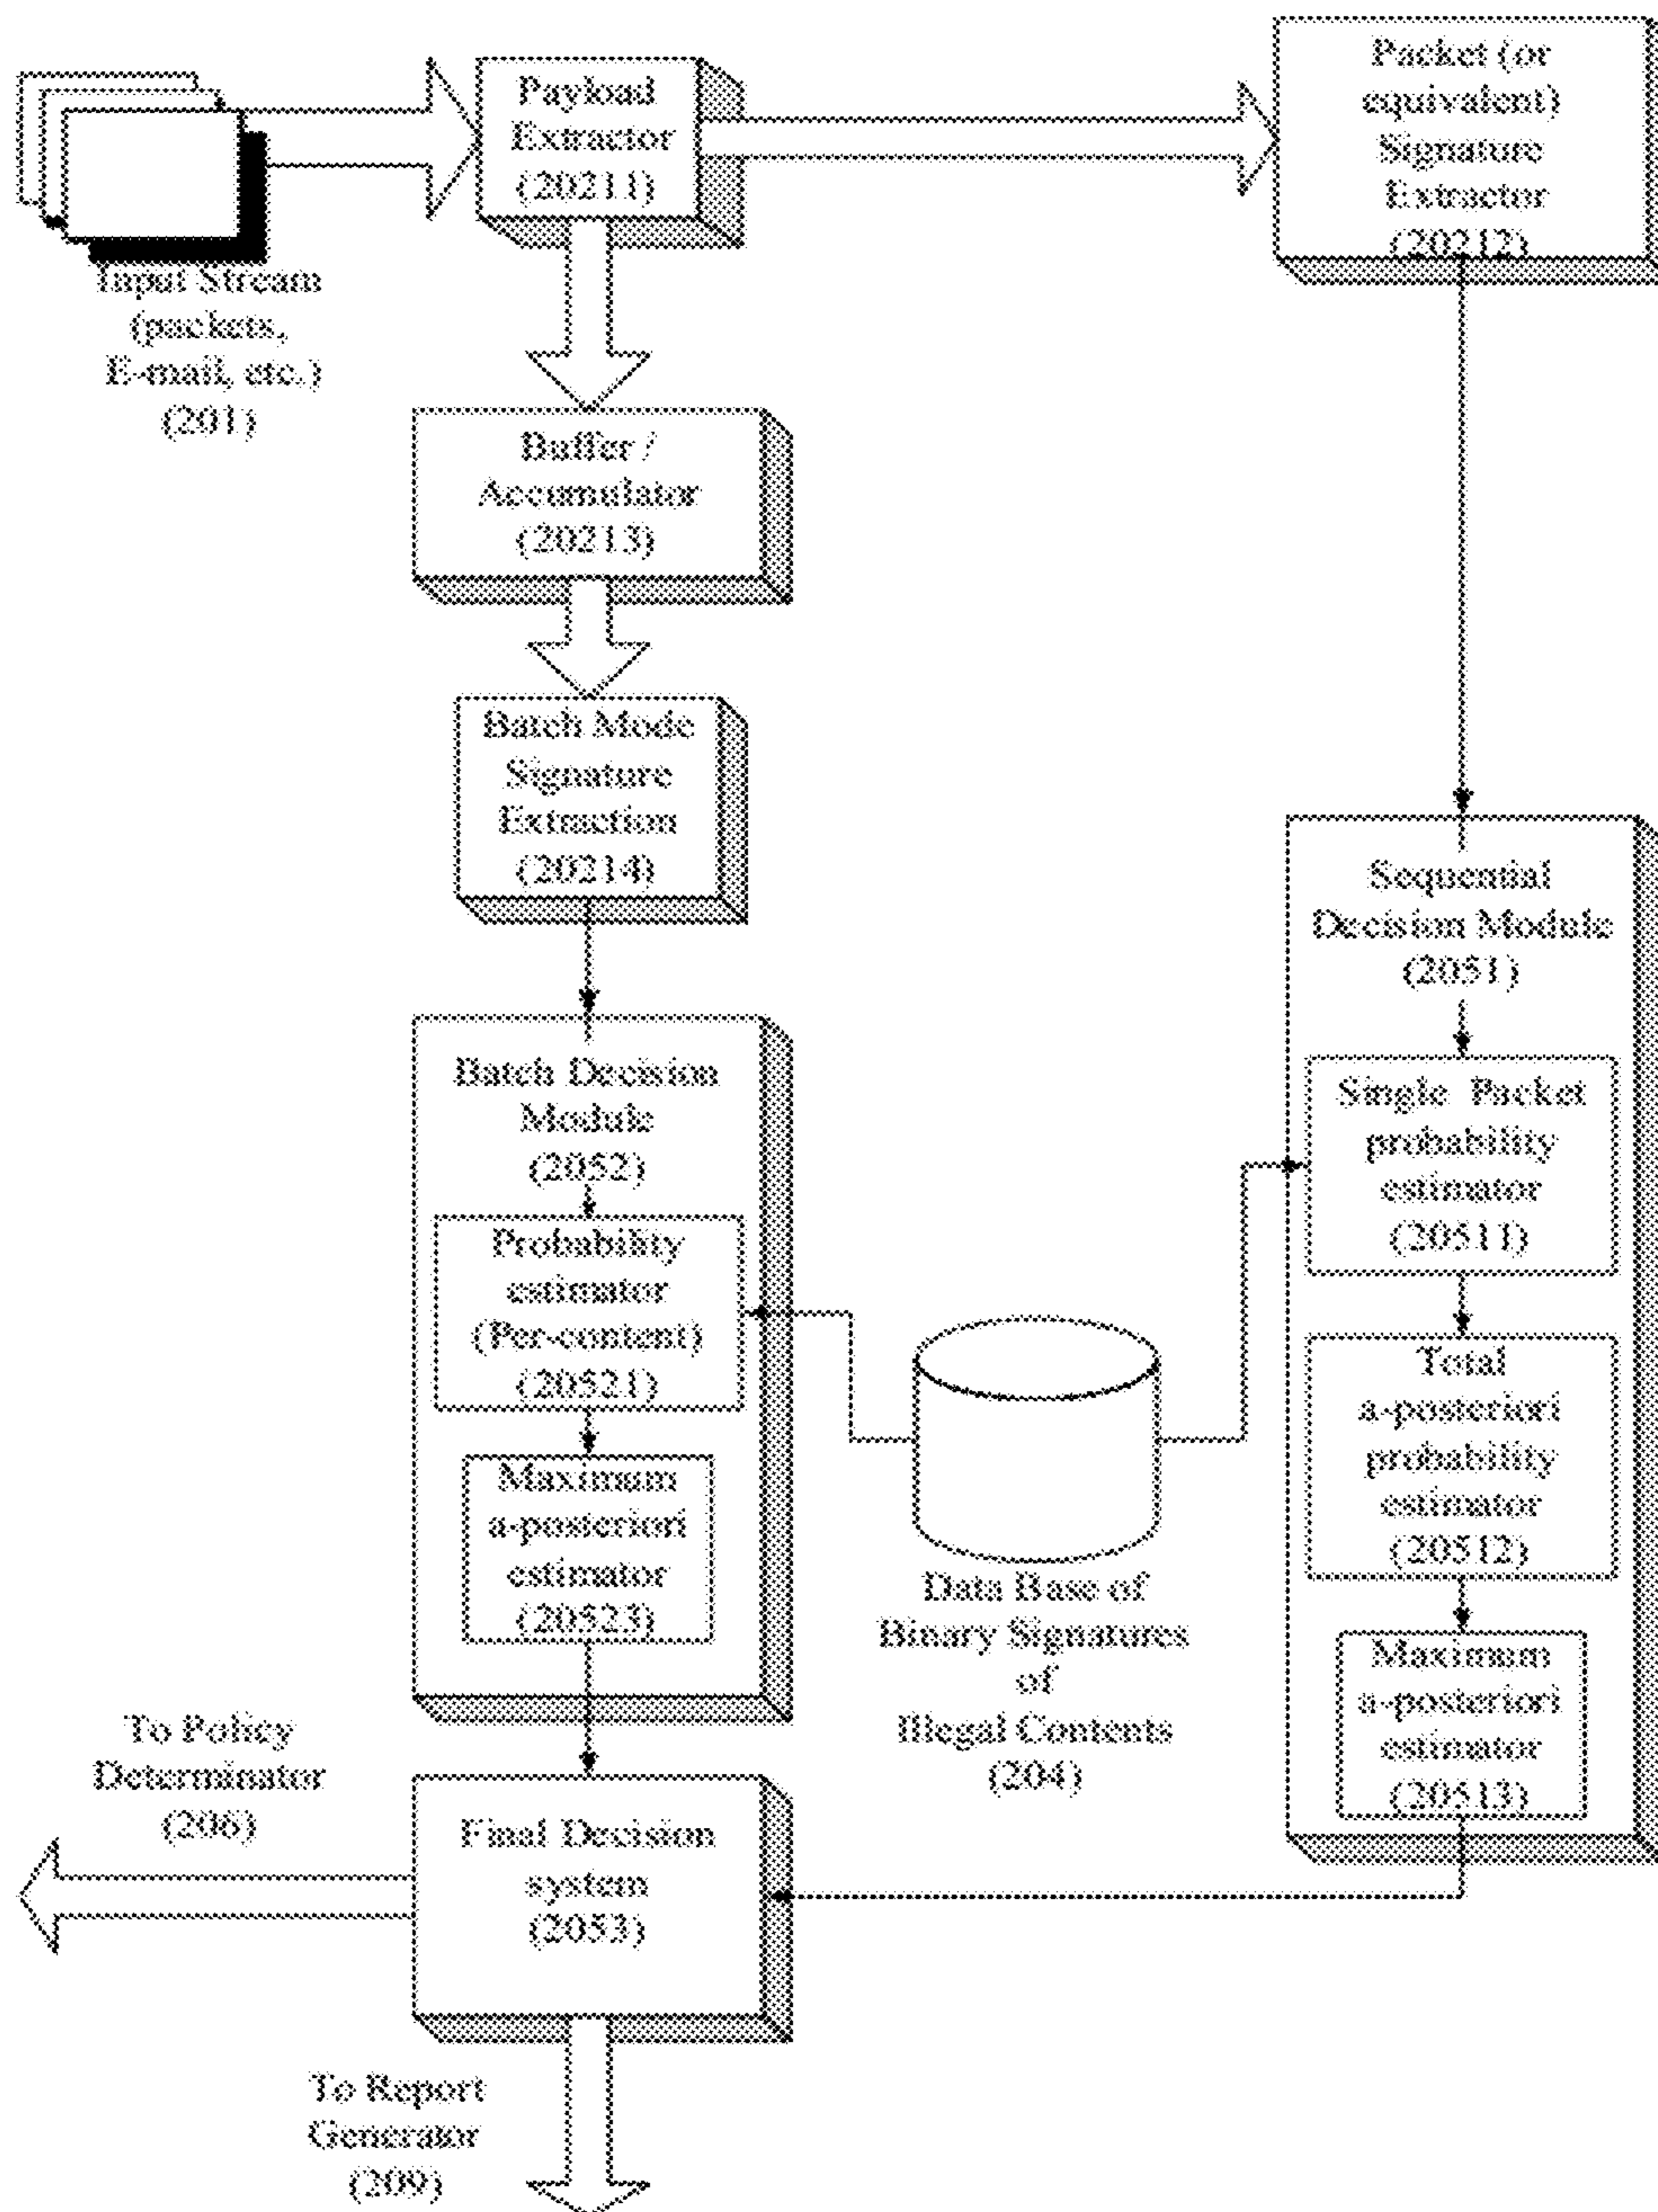 Payload
Extractor
(20211)
Packet (or
equivalent)
Signature
Extractor
(20212)
Input Stream
(packets,
E-mail, etc.)
(201)
Buffer /
Accumulator
(20213)
Batch Mode
Signature
Extraction
(20214)
Sequential
Decision Module
(2051)
Single Packet
probability
estimator
(20511)
Total
a-posteriori
probability
estimator
(20512)
Maximum
a-posteriori
estimator
(20513)
Batch Decision
Module
(2052)
Probability
estimator
(Per-content)
(20521)
Maximum
a-posteriori
estimator
(20523)
Data Base of
Binary Signatures
of
Illegal Contents
(204)
To Policy
Determinator
(206)
Final Decision
system
(2053)
To Report
Generator
(209)